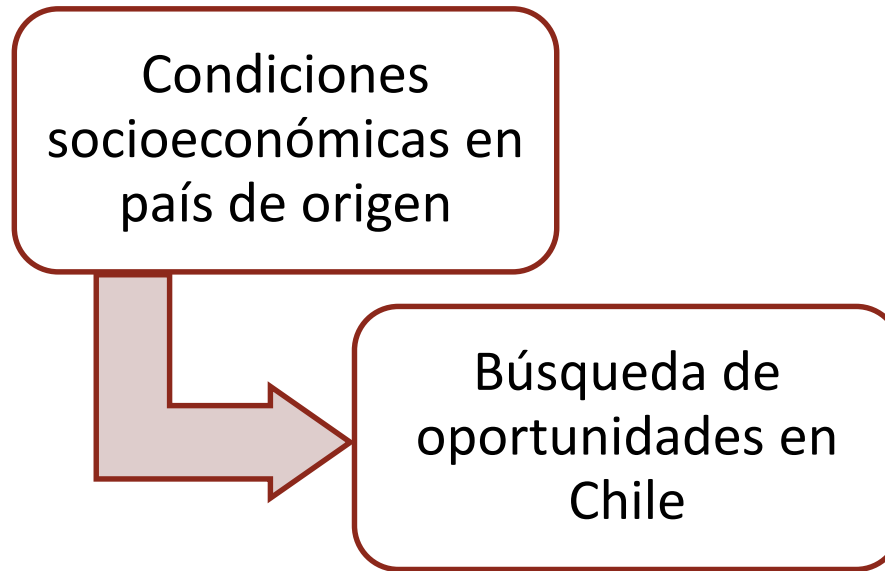 Condiciones
socioeconómicas en
país de origen
Búsqueda de
oportunidades en
Chile